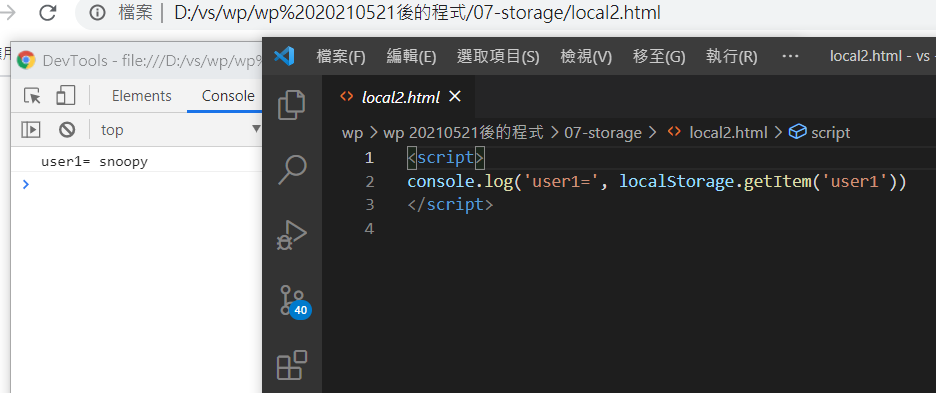 檔案 | D:/vs/wp/wp%2020210521後的程式/07-storage/local2.html
DevTools - file:///D:/vs/wp/wp%
Elements Console
top
user1= snoopy
檔案(F) 編輯(E) 選取項目(S) 檢視(V) 移至(G) 執行(R) ··· local2.html - vs -
local2.html
wp > wp 20210521後的程式 > 07-storage > local2.html > script
1 <script>
2 console.log('user1=', localStorage.getItem('user1'))
3 </script>
4
40